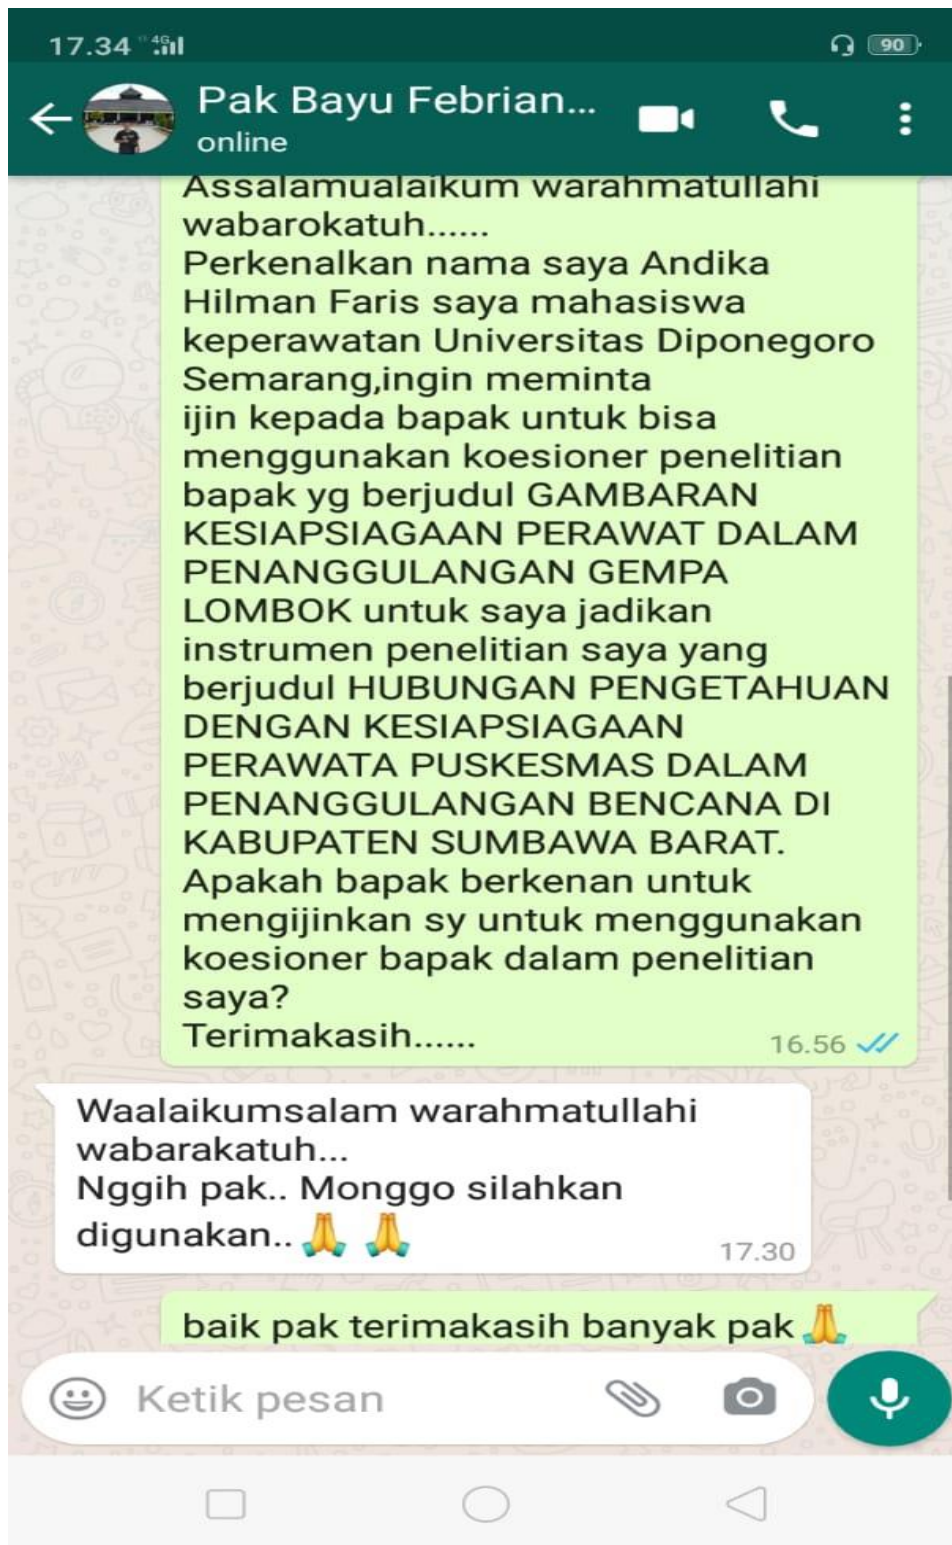 17.34 4G 90
Pak Bayu Febrian...
online
Assalamualaikum warahmatullahi
wabarokatuh......
Perkenalkan nama saya Andika
Hilman Faris saya mahasiswa
keperawatan Universitas Diponegoro
Semarang,ingin meminta
ijin kepada bapak untuk bisa
menggunakan koesioner penelitian
bapak yg berjudul GAMBARAN
KESIAPSIAGAAN PERAWAT DALAM
PENANGGULANGAN GEMPA
LOMBOK untuk saya jadikan
instrumen penelitian saya yang
berjudul HUBUNGAN PENGETAHUAN
DENGAN KESIAPSIAGAAN
PERAWATA PUSKESMAS DALAM
PENANGGULANGAN BENCANA DI
KABUPATEN SUMBAWA BARAT.
Apakah bapak berkenan untuk
mengijinkan sy untuk menggunakan
koesioner bapak dalam penelitian
saya?
Terimakasih...... 16.56
Waalaikumsalam warahmatullahi
wabarakatuh...
Nggih pak.. Monggo silahkan
digunakan.. 🙏 🙏 17.30
baik pak terimakasih banyak pak 🙏
Ketik pesan